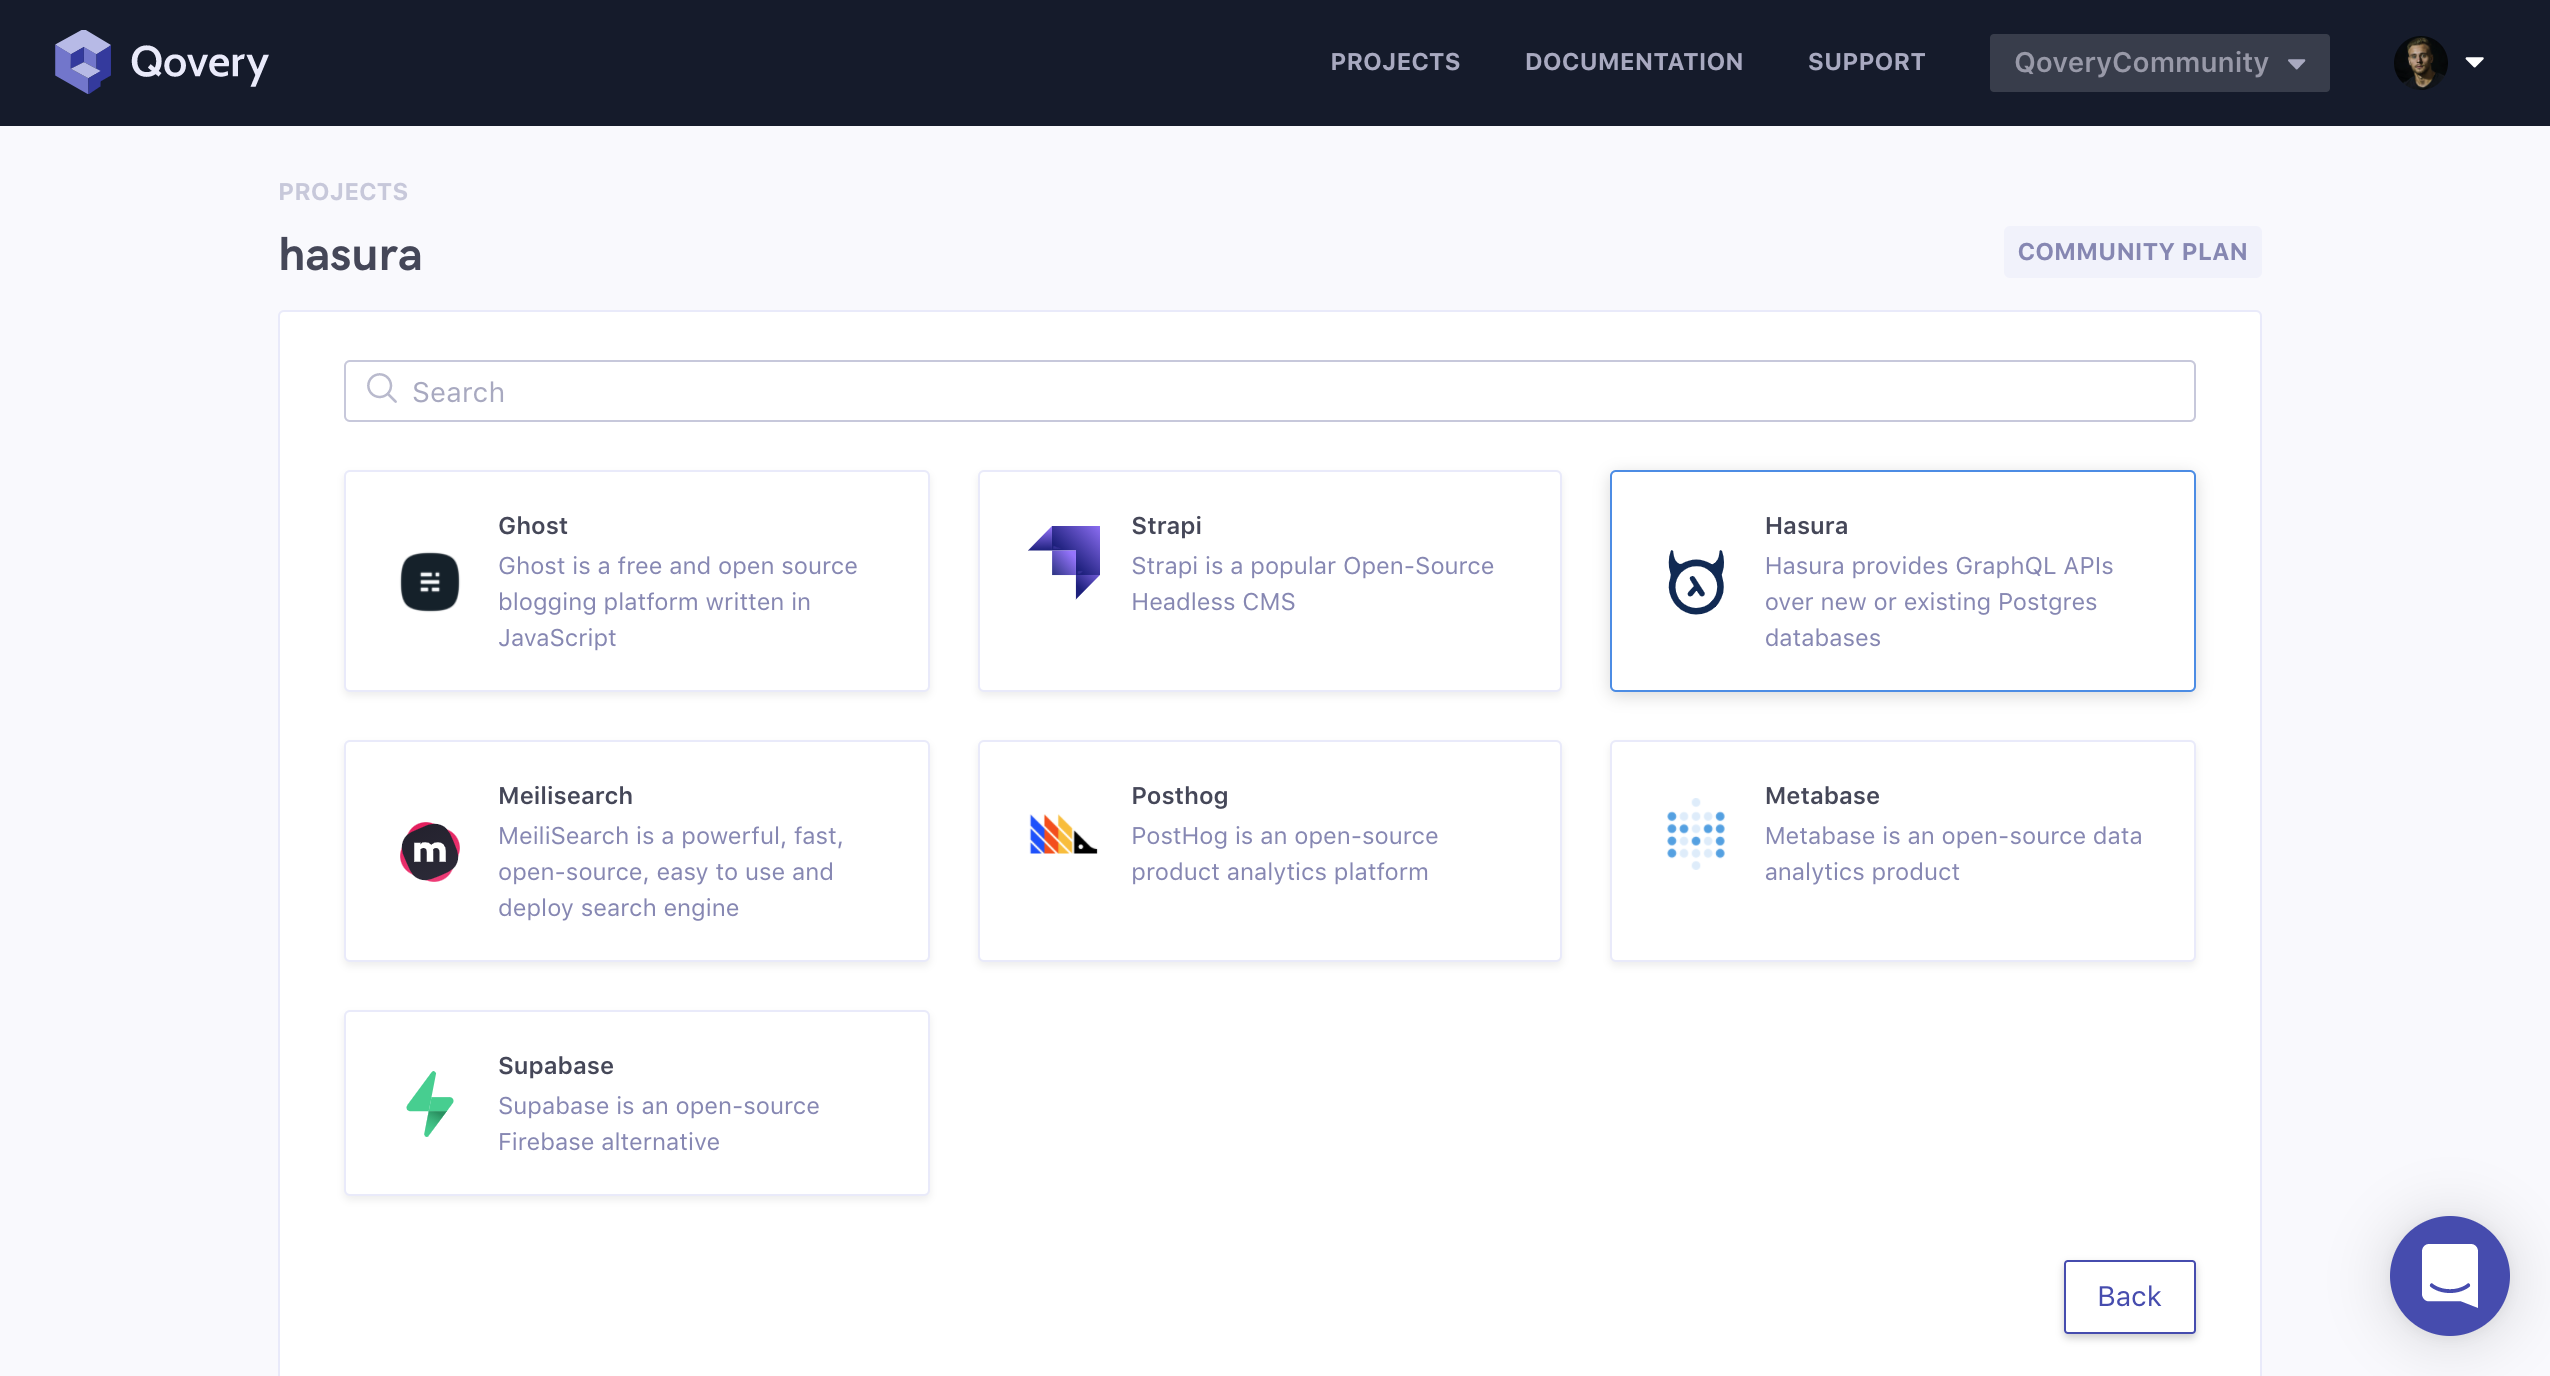 Qovery
PROJECTS
DOCUMENTATION
SUPPORT
QoveryCommunity
PROJECTS
hasura
COMMUNITY PLAN
Search
Ghost
Ghost is a free and open source
blogging platform written in
JavaScript
Strapi
Strapi is a popular Open-Source
Headless CMS
Hasura
Hasura provides GraphQL APIs
over new or existing Postgres
databases
m
Meilisearch
MeiliSearch is a powerful, fast,
open-source, easy to use and
deploy search engine
Posthog
PostHog is an open-source
product analytics platform
Metabase
Metabase is an open-source data
analytics product
Supabase
Supabase is an open-source
Firebase alternative
Back